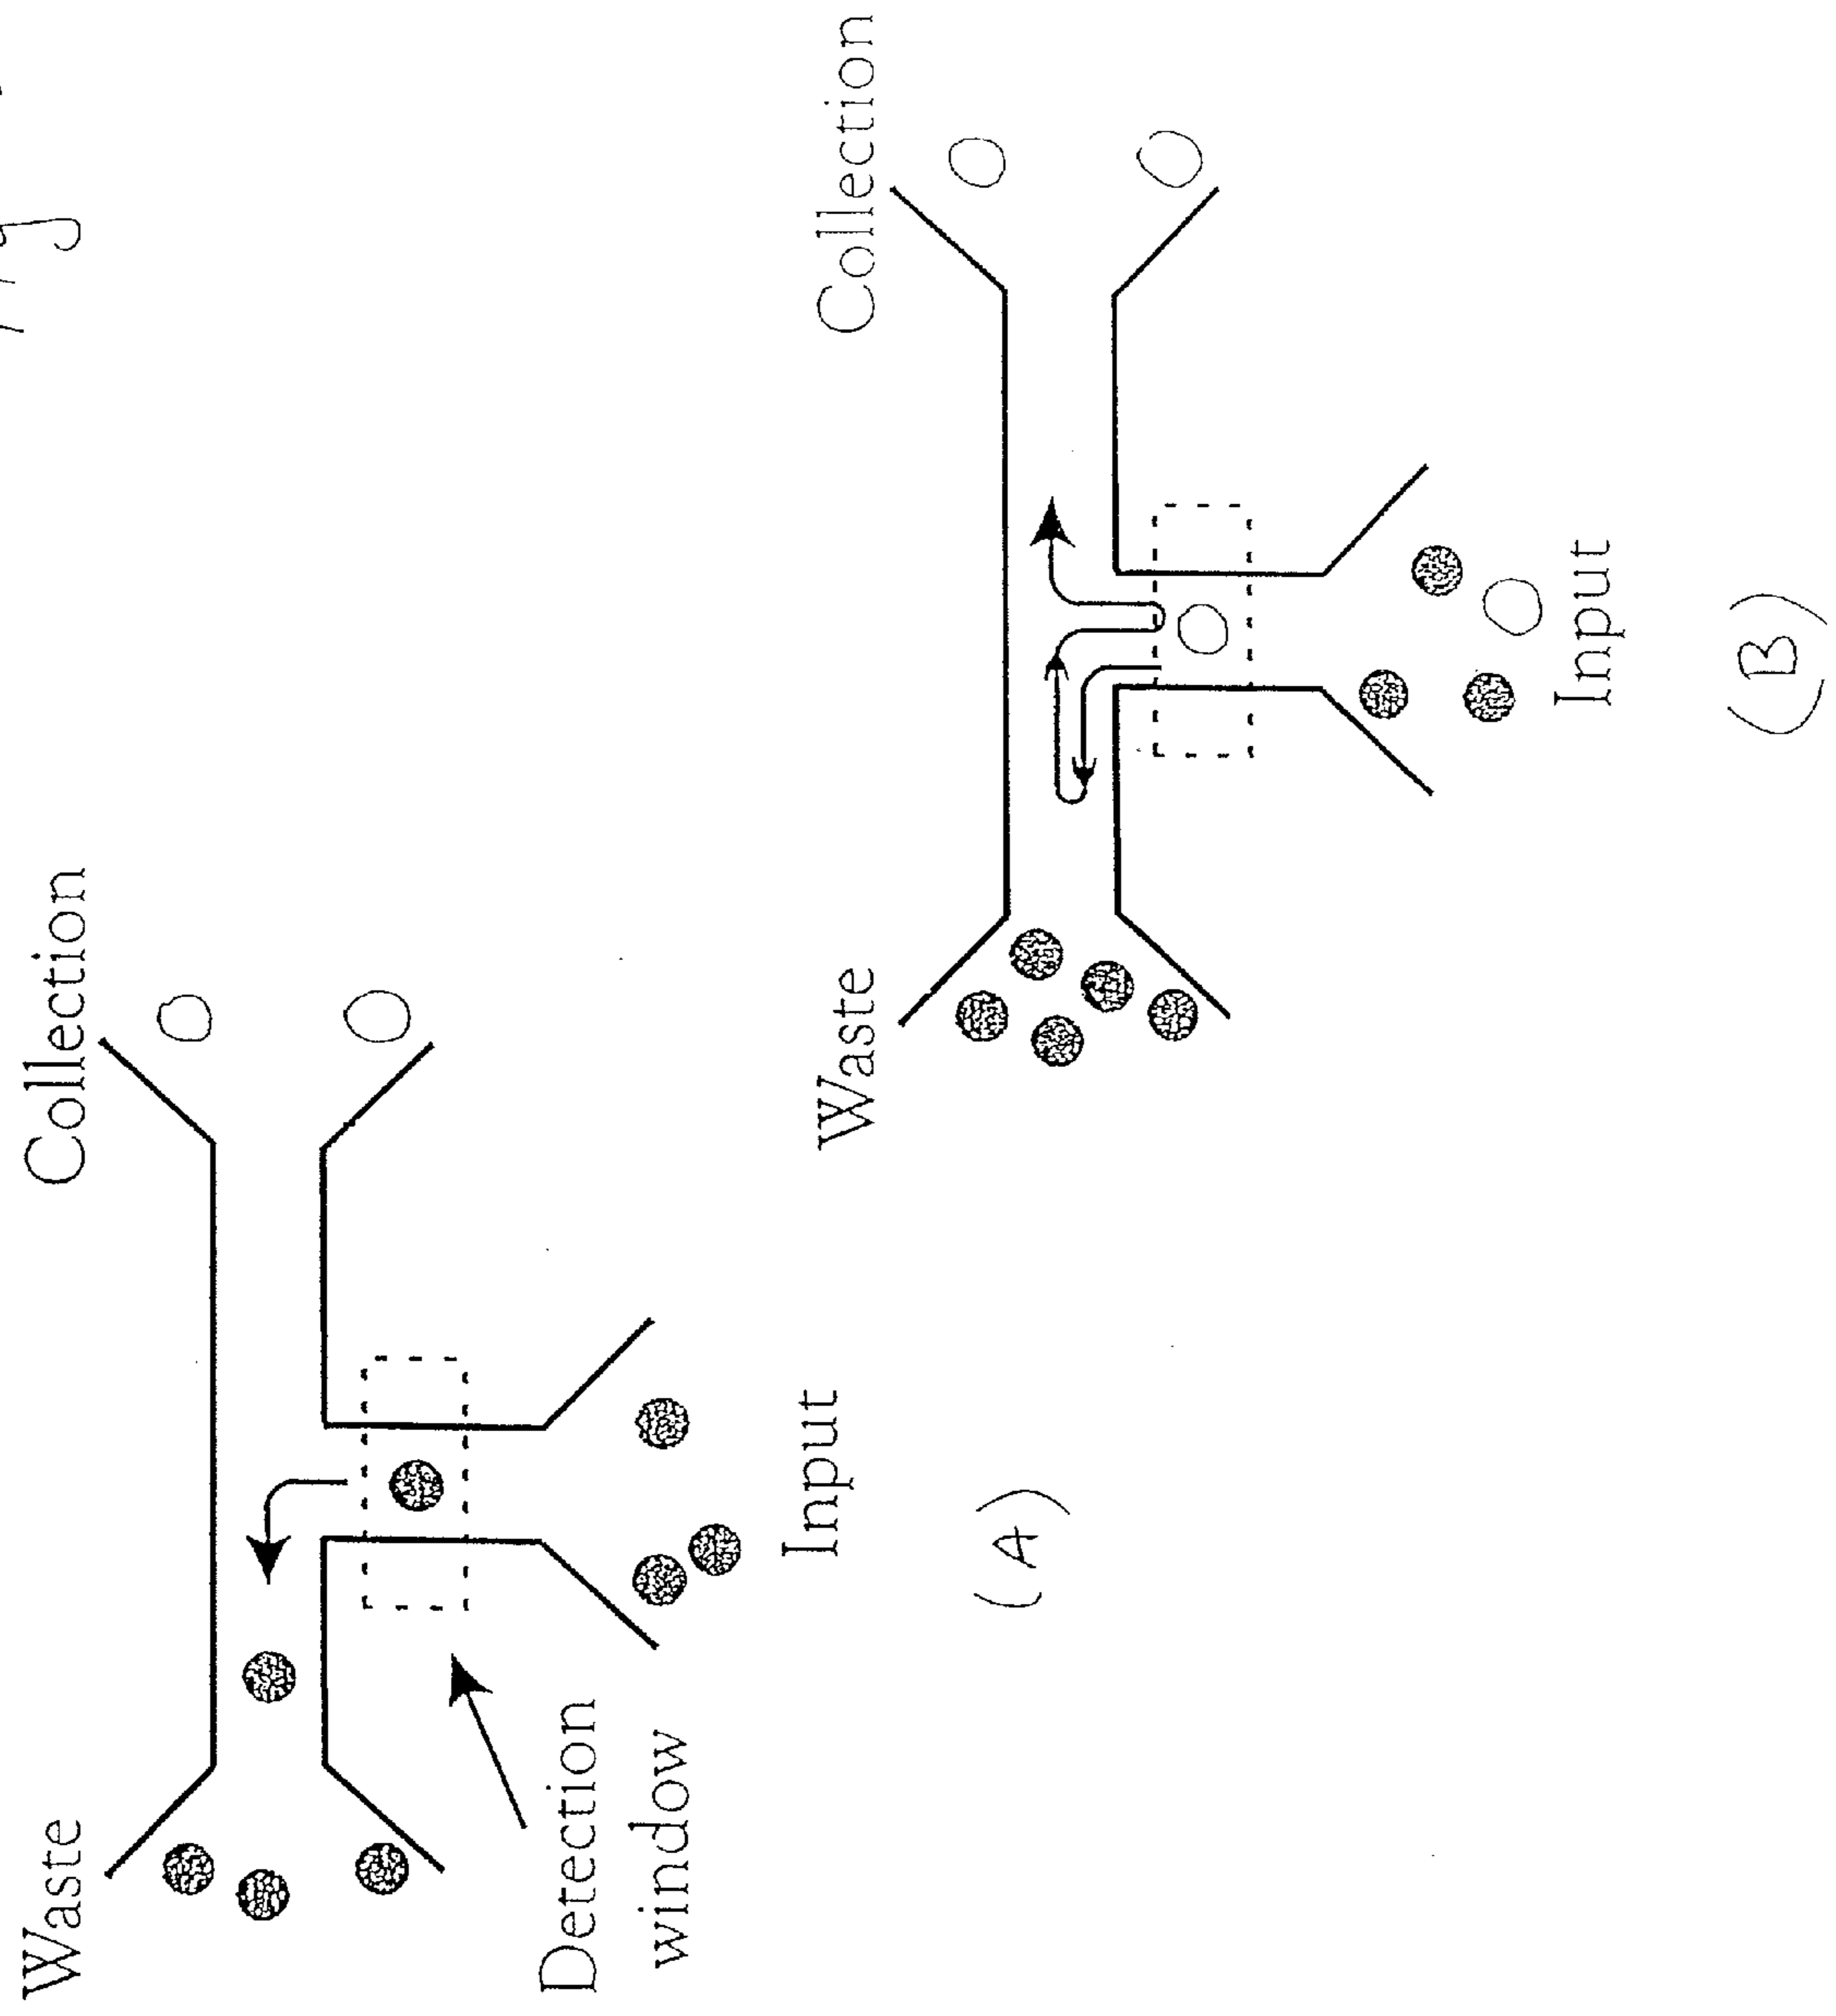 Waste
Collection
Detection
window
Input
(A)
Waste
Collection
Input
(B)